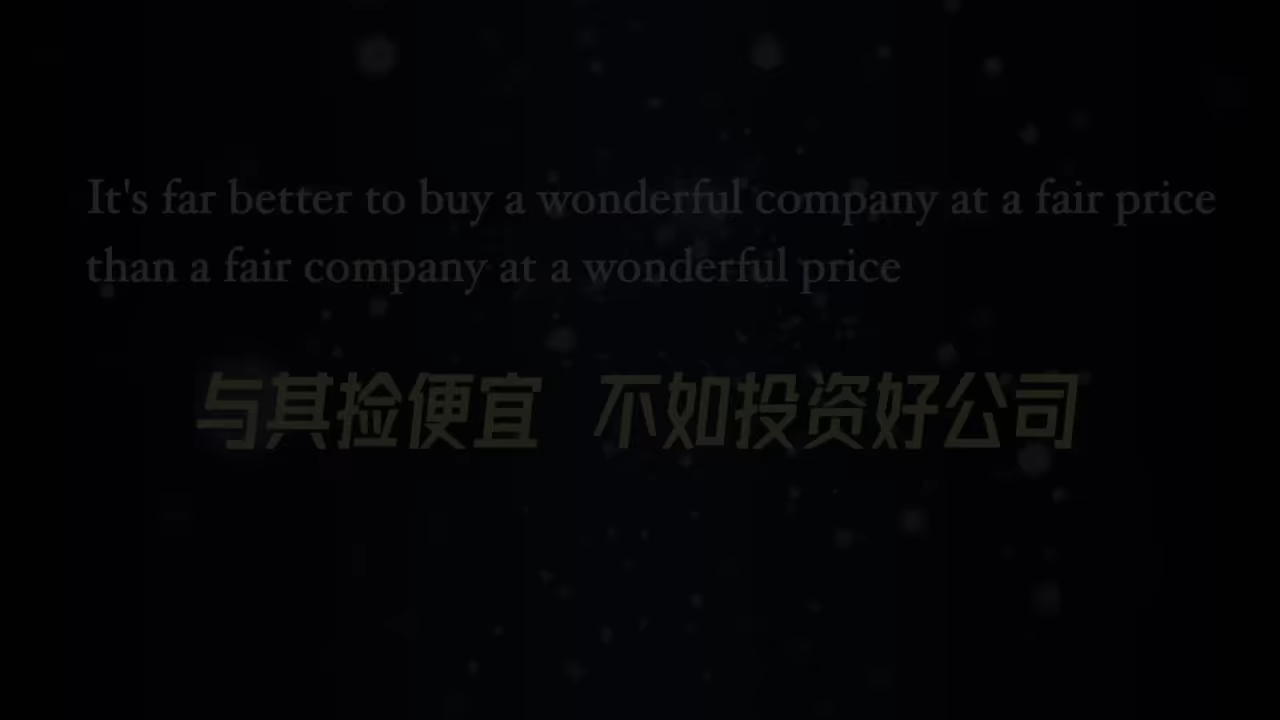 It's far better to buy a wonderful company at a fair price
than a fair company at a wonderful price
与其捡便宜 不如投资好公司